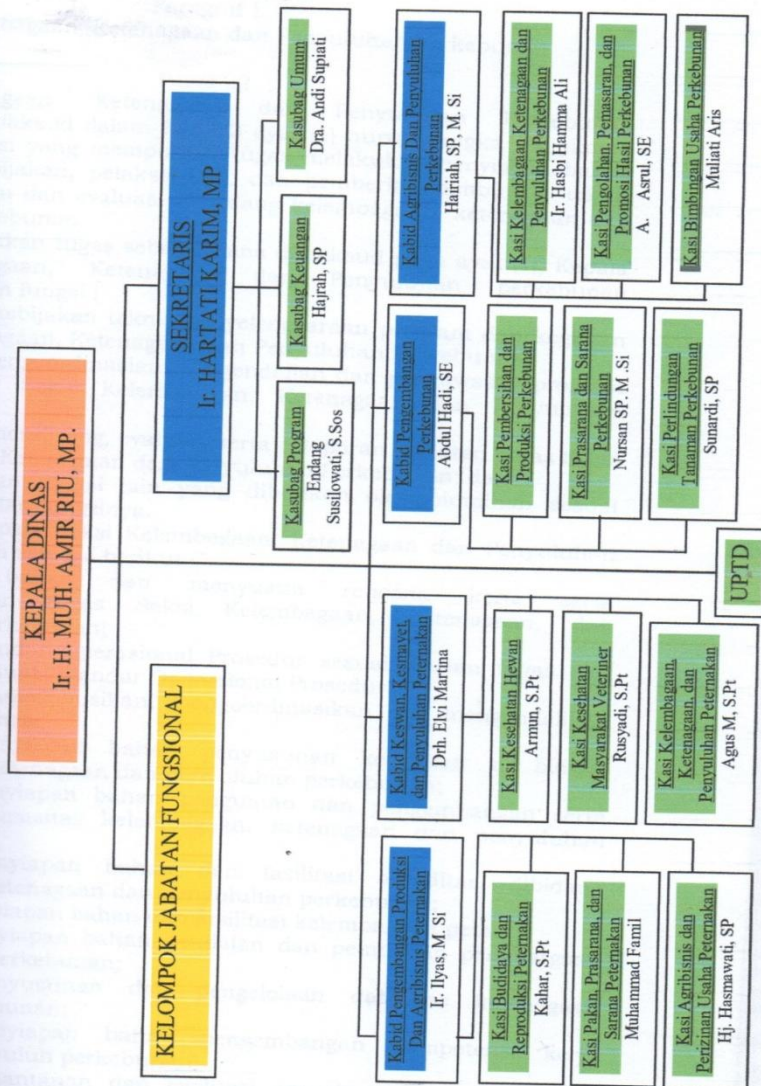 KEPALA DINAS
Ir. H. MUH. AMIR RIU, MP.
KELOMPOK JABATAN FUNGSIONAL
SEKRETARIS
Ir. HARTATI KARIM, MP
Kasubag Program
Endang
Susilowati, S.Sos
Kasubag Keuangan
Hajrah, SP
Kasubag Umum
Dra. Andi Supiati
Kabid Pengembangan Produksi
Dan Agribisnis Peternakan
Ir. Ilyas, M. Si
Kabid Keswan, Kesmavet,
dan Penyuluhan Peternakan
Drh. Elvi Martina
Kabid Pengembangan
Perkebunan
Abdul Hadi, SE
Kabid Agribisnis Dan Penyuluhan
Perkebunan
Hairiah, SP, M. Si
Kasi Budidaya dan
Reproduksi Peternakan
Kahar, S.Pt
Kasi Kesehatan Hewan
Armun, S.Pt
Kasi Pembersihan dan
Produksi Perkebunan
Kasi Kelembagaan Ketenagaan dan
Penyuluhan Perkebunan
Ir. Hasbi Hamma Ali
Kasi Pakan, Prasarana, dan
Sarana Peternakan
Muhammad Famil
Kasi Kesehatan
Masyarakat Veteriner
Rusyadi, S.Pt
Kasi Prasarana dan Sarana
Perkebunan
Nursan SP. M .Si
Kasi Pengolahan, Pemasaran, dan
Promosi Hasil Perkebunan
A. Asrul, SE
Kasi Agribisnis dan
Perizinan Usaha Peternakan
Hj. Hasmawati, SP
Kasi Kelembagaan,
Ketenagaan, dan
Penyuluhan Peternakan
Agus M, S.Pt
Kasi Perlindungan
Tanaman Perkebunan
Sunardi, SP
Kasi Bimbingan Usaha Perkebunan
Muliati Aris
UPTD